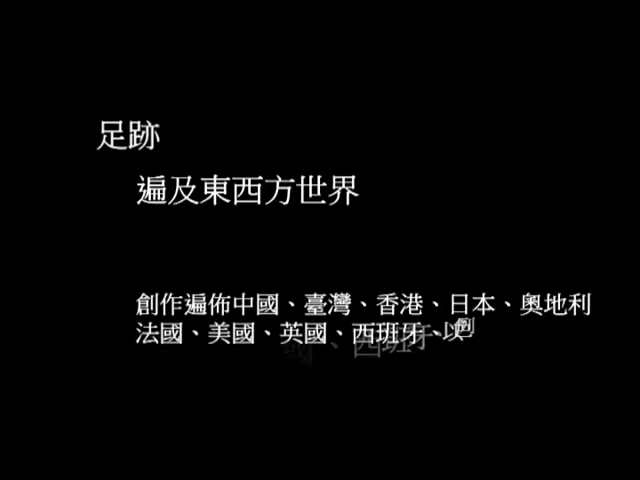 足跡
遍及東西方世界
創作遍佈中國、臺灣、香港、日本、奧地利
法國、美國、英國、西班牙、以